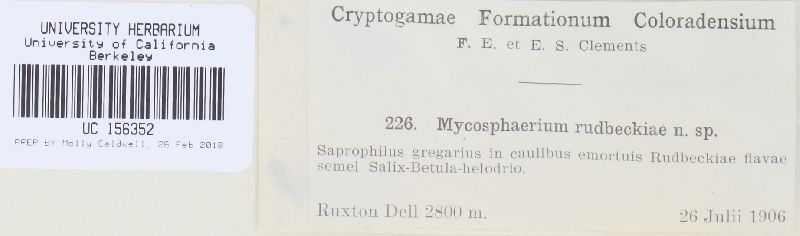 UNIVERSITY HERBARIUM
University of California
Berkeley
UC 156352
PREP BY Molly Caldwell, 26 Feb 2018
Cryptogamae Formationum Coloradensium
F. E. et E. S. Clements
226. Mycosphaerium rudbeckiae n. sp.
Saprophilus gregarius in caulibus emortuis Rudbeckiae flavae
semel Salix-Betula-helodrio.
Ruxton Dell 2800 m.
26 Julii 1906